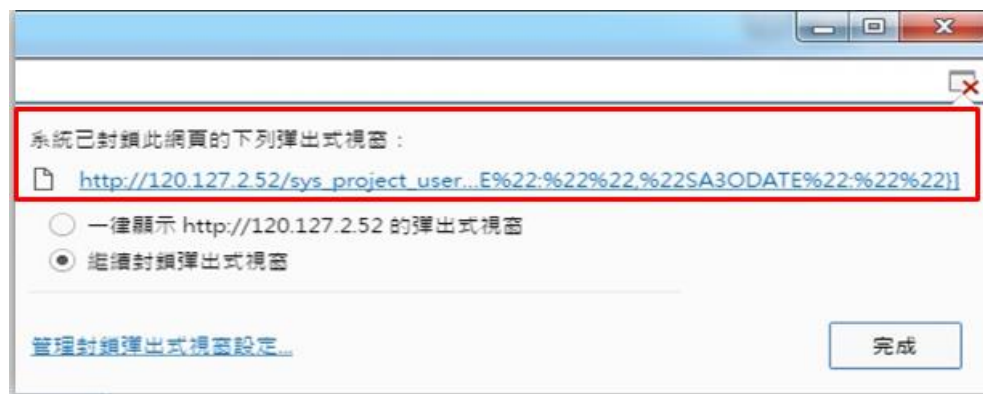 系統已封鎖此網頁的下列彈出式視窗：
http://120.127.2.52/sys_project_user...E%22:%22%22,%22SA3ODATE%22:%22%22}]
一律顯示 http://120.127.2.52 的彈出式視窗
繼續封鎖彈出式視窗
管理封鎖彈出式視窗設定...
完成